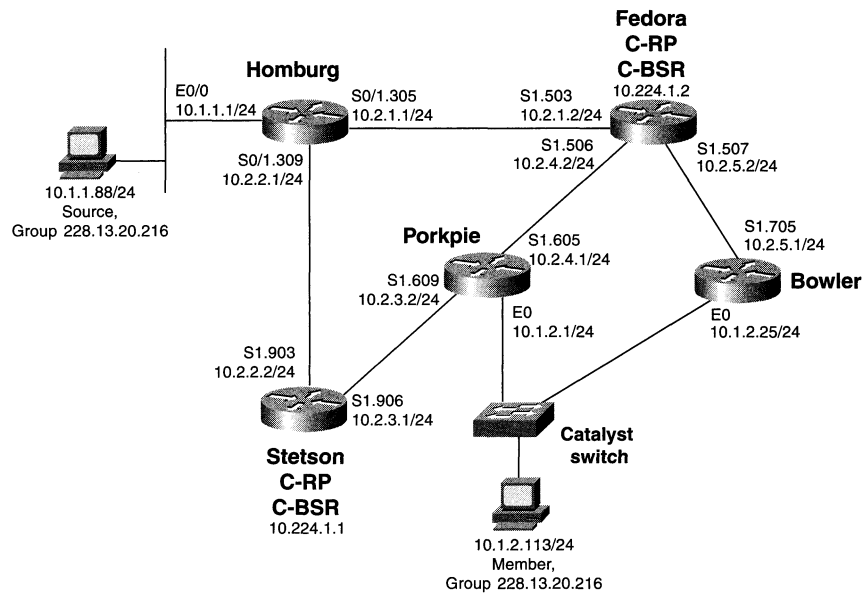 Fedora
C-RP
C-BSR
10.224.1.2
Homburg
E0/0
10.1.1.1/24
S0/1.305
10.2.1.1/24
S1.503
10.2.1.2/24
S1.506
10.2.4.2/24
S1.507
10.2.5.2/24
S0/1.309
10.2.2.1/24
10.1.1.88/24
Source,
Group 228.13.20.216
Porkpie
S1.605
10.2.4.1/24
S1.705
10.2.5.1/24
Bowler
S1.609
10.2.3.2/24
E0
10.1.2.1/24
E0
10.1.2.25/24
S1.903
10.2.2.2/24
S1.906
10.2.3.1/24
Stetson
C-RP
C-BSR
10.224.1.1
Catalyst
switch
10.1.2.113/24
Member,
Group 228.13.20.216